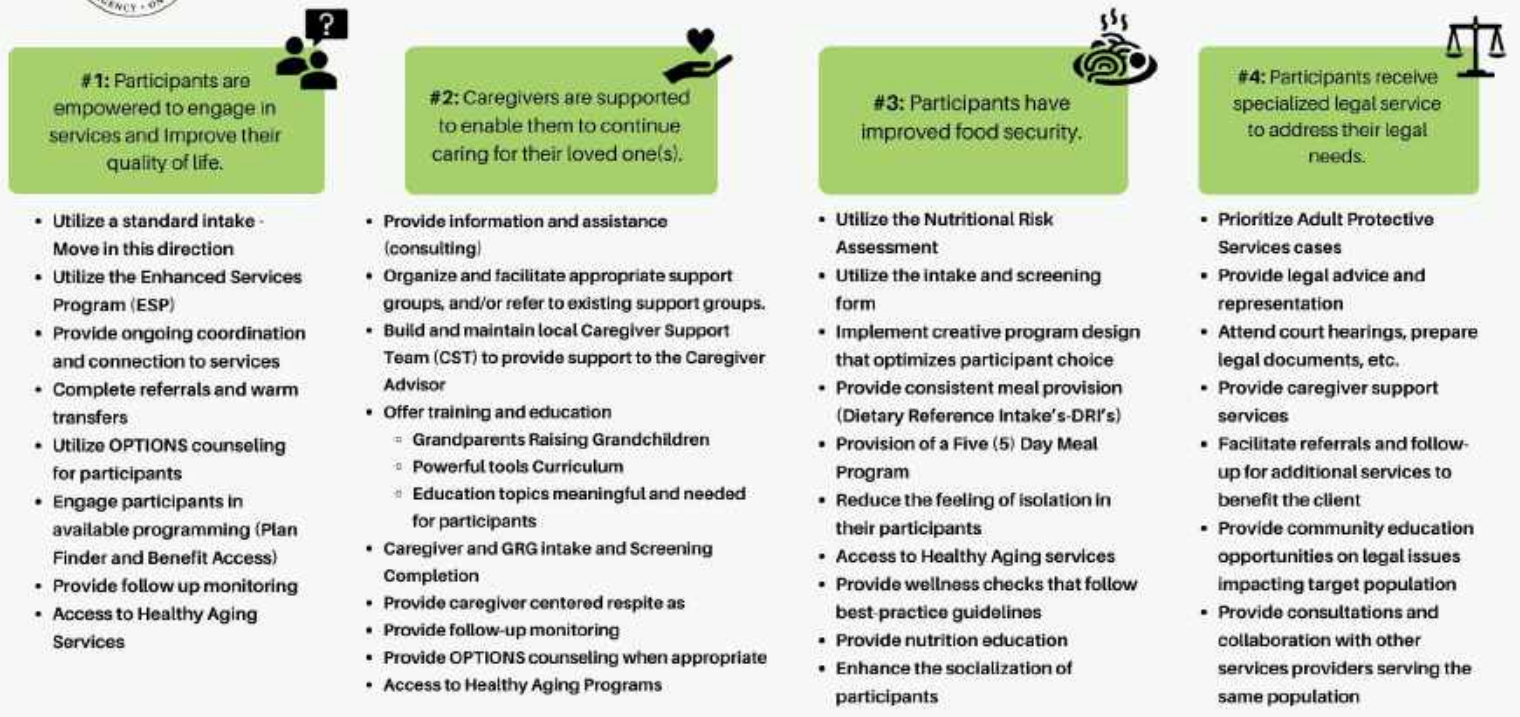 GENCY • ON
?
#1: Participants are
empowered to engage in
services and Improve their
quality of life.
• Utilize a standard intake -
Move in this direction
• Utilize the Enhanced Services
Program (ESP)
• Provide ongoing coordination
and connection to services
• Complete referrals and warm
transfers
• Utilize OPTIONS counseling
for participants
• Engage participants in
available programming (Plan
Finder and Benefit Access)
• Provide follow up monitoring
• Access to Healthy Aging
Services
#2: Caregivers are supported
to enable them to continue
caring for their loved one(s).
• Provide information and assistance
(consulting)
• Organize and facilitate appropriate support
groups, and/or refer to existing support groups.
• Build and maintain local Caregiver Support
Team (CST) to provide support to the Caregiver
Advisor
• Offer training and education
◦ Grandparents Raising Grandchildren
◦ Powerful tools Curriculum
◦ Education topics meaningful and needed
for participants
• Caregiver and GRG intake and Screening
Completion
• Provide caregiver centered respite as
• Provide follow-up monitoring
• Provide OPTIONS counseling when appropriate
• Access to Healthy Aging Programs
#3: Participants have
improved food security.
• Utilize the Nutritional Risk
Assessment
• Utilize the intake and screening
form
• Implement creative program design
that optimizes participant choice
• Provide consistent meal provision
(Dietary Reference Intake's-DRI's)
• Provision of a Five (5) Day Meal
Program
• Reduce the feeling of isolation in
their participants
• Access to Healthy Aging services
• Provide wellness checks that follow
best-practice guidelines
• Provide nutrition education
• Enhance the socialization of
participants
#4: Participants receive
specialized legal service
to address their legal
needs.
• Prioritize Adult Protective
Services cases
• Provide legal advice and
representation
• Attend court hearings, prepare
legal documents, etc.
• Provide caregiver support
services
• Facilitate referrals and follow-
up for additional services to
benefit the client
• Provide community education
opportunities on legal issues
impacting target population
• Provide consultations and
collaboration with other
services providers serving the
same population